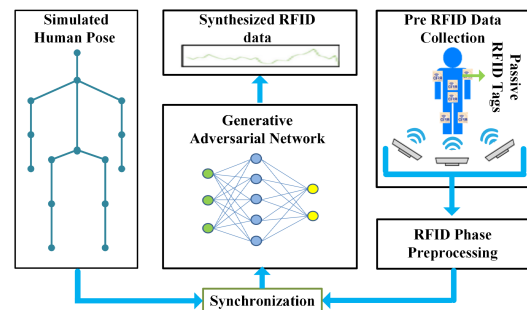 Simulated
Human Pose
Synthesized RFID
data
Generative
Adversarial Network
Pre RFID Data
Collection
Passive
RFID Tags
RFID Phase
Preprocessing
Synchronization